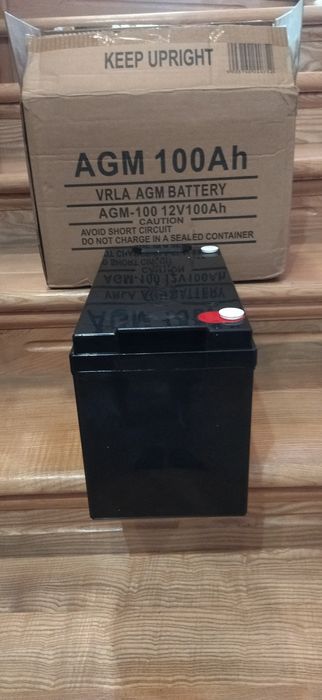 KEEP UPRIGHT
AGM 100Ah
VRLA AGM BATTERY
AGM-100 12V100Ah
CAUTION
AVOID SHORT CIRCUIT
DO NOT CHARGE IN A SEALED CONTAINER